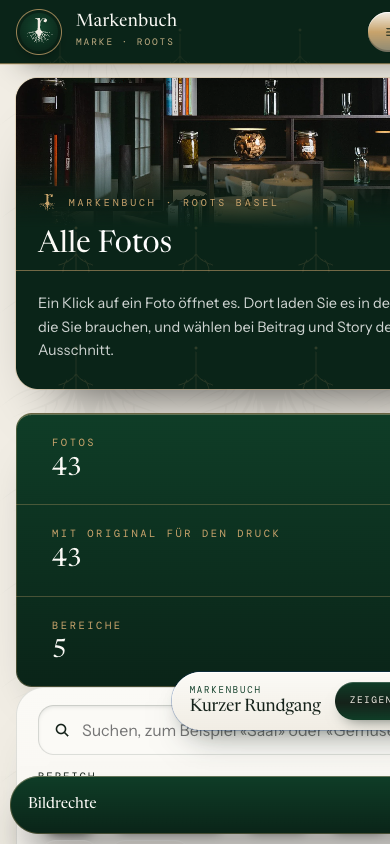 r
Markenbuch
MARKE · ROOTS
r
MARKENBUCH · ROOTS BASEL
Alle Fotos
Ein Klick auf ein Foto öffnet es. Dort laden Sie es in de
die Sie brauchen, und wählen bei Beitrag und Story de
Ausschnitt.
FOTOS
43
MIT ORIGINAL FÜR DEN DRUCK
43
BEREICHE
5
MARKENBUCH
Kurzer Rundgang
ZEIGEN
Suchen, zum Beispiel «Saal» oder «Gemüse
BEREICH
Bildrechte